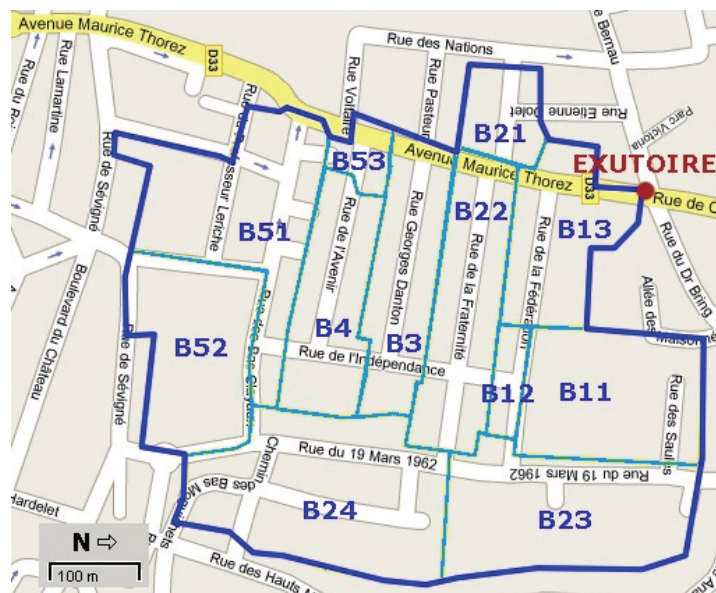 Avenue Maurice Thorez
D33
Rue des Nations
Rue Bernau
Rue Lamartine
Rue Voltaire
Rue Pasteur
B21
Rue Etienne Dolet
Parc Victoria
Rue de Sévigné
B53
Avenue Maurice Thorez
D33
EXUTOIRE
Rue de
B22
B13
B51
Rue du Dr Bring
Rue de l'Avenir
Rue Georges Danton
Rue de la Fraternité
Rue de la Fédération
Boulevard du Château
Allée des
B52
B4
B3
Rue de l'Indépendance
B12
B11
Rue de Sévigné
Rue des Saules
Rue du 19 Mars 1962
Rue du 19 Mars 1962
Chemin des Bas
Hardelet
B24
B23
N ⇨
100 m
Rue des Hauts